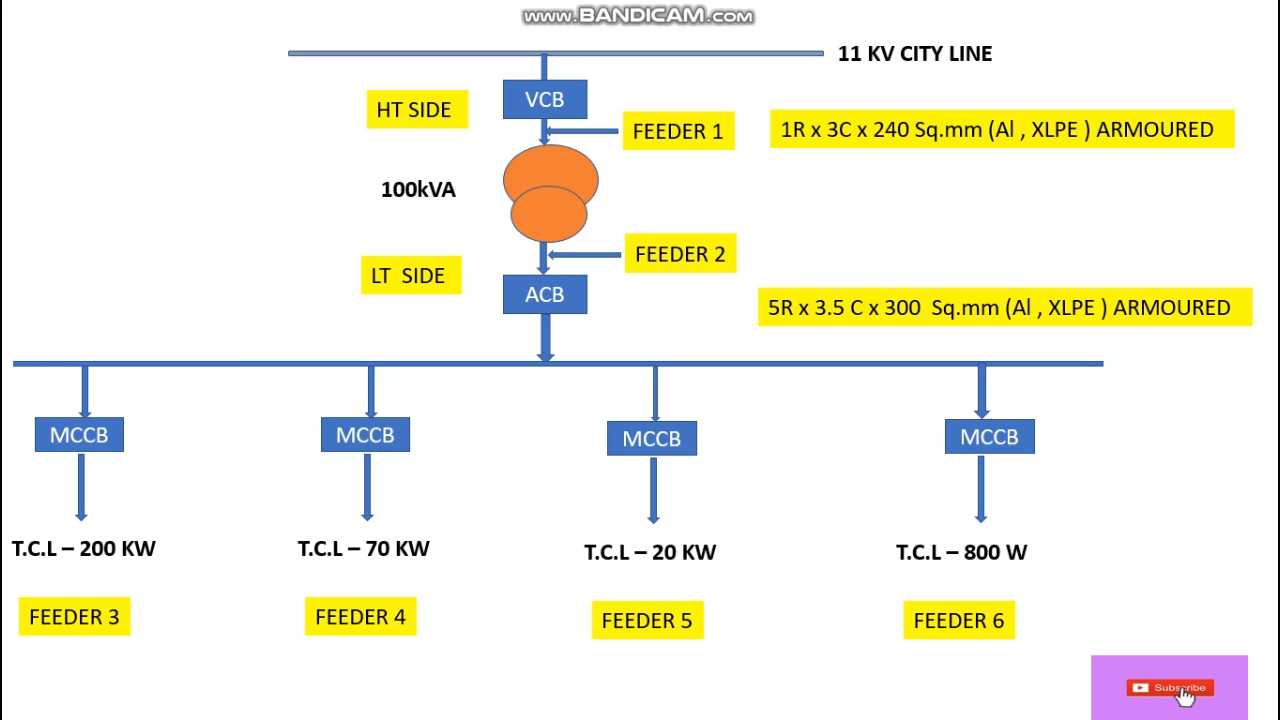 www.BANDICAM.com
11 KV CITY LINE
VCB
HT SIDE
FEEDER 1
1R x 3C x 240 Sq.mm (Al , XLPE ) ARMOURED
100kVA
FEEDER 2
LT SIDE
ACB
5R x 3.5 C x 300 Sq.mm (Al , XLPE ) ARMOURED
MCCB
MCCB
MCCB
MCCB
T.C.L – 200 KW
T.C.L – 70 KW
T.C.L – 20 KW
T.C.L – 800 W
FEEDER 3
FEEDER 4
FEEDER 5
FEEDER 6
Subscribe